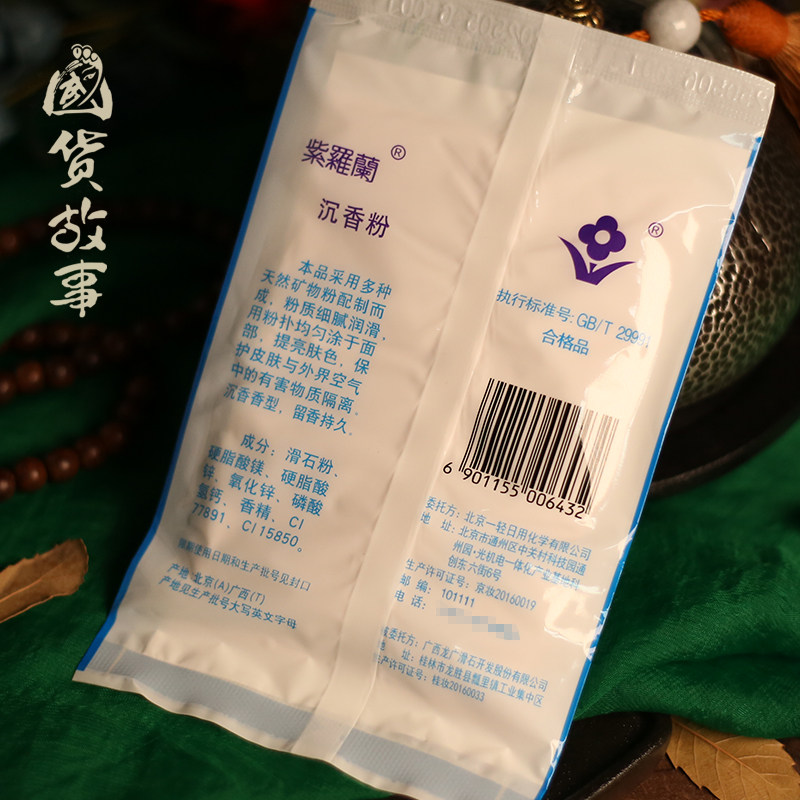 國貨故事
紫羅蘭®
沉香粉
本品采用多种
天然矿物粉配制而
成，粉质细腻润滑，
用粉扑均匀涂于面
部，提亮肤色，保
护皮肤与外界空气
中的有害物质隔离。
沉香香型，留香持久。
成分：滑石粉、
硬脂酸镁、硬脂酸
锌、氧化锌、磷酸
氢钙、香精、CI
77891、CI 15850。
限期使用日期和生产批号见封口
产地：北京(A)广西(T)
产地见生产批号大写英文字母
®
执行标准号：GB/T 29991
合格品
6 901155 006432
委托方：北京一轻日用化学有限公司
地 址：北京市通州区中关村科技园通
州园·光机电一体化产业基地科
创东六街6号
生产许可证号：京妆20160019
邮 编：101111
电 话：
委托方：广西龙广滑石开发股份有限公司
地 址：桂林市龙胜县瓢里镇工业集中区
生产许可证号：桂妆20160033